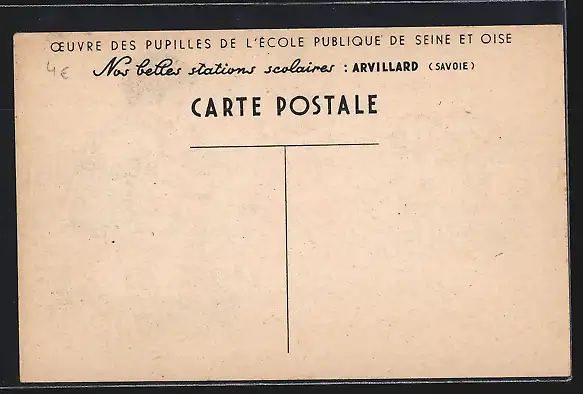 ŒUVRE DES PUPILLES DE L'ÉCOLE PUBLIQUE DE SEINE ET OISE
4€
Nos belles stations scolaires : ARVILLARD (SAVOIE)
CARTE POSTALE